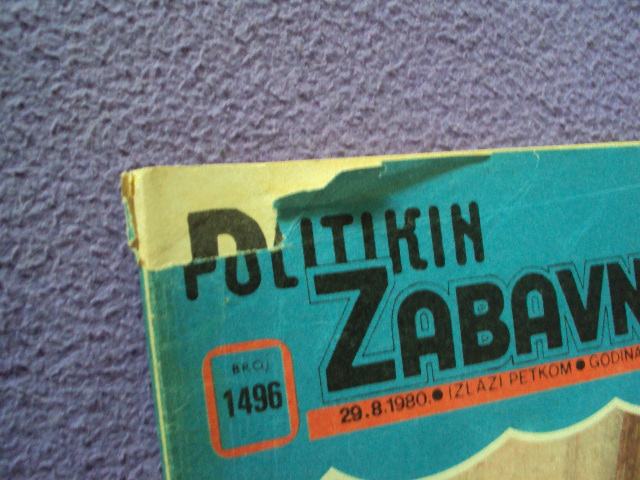 POLITIKIN
ZABAVN
BROJ
1496
29.8.1980. • IZLAZI PETKOM • GODINA